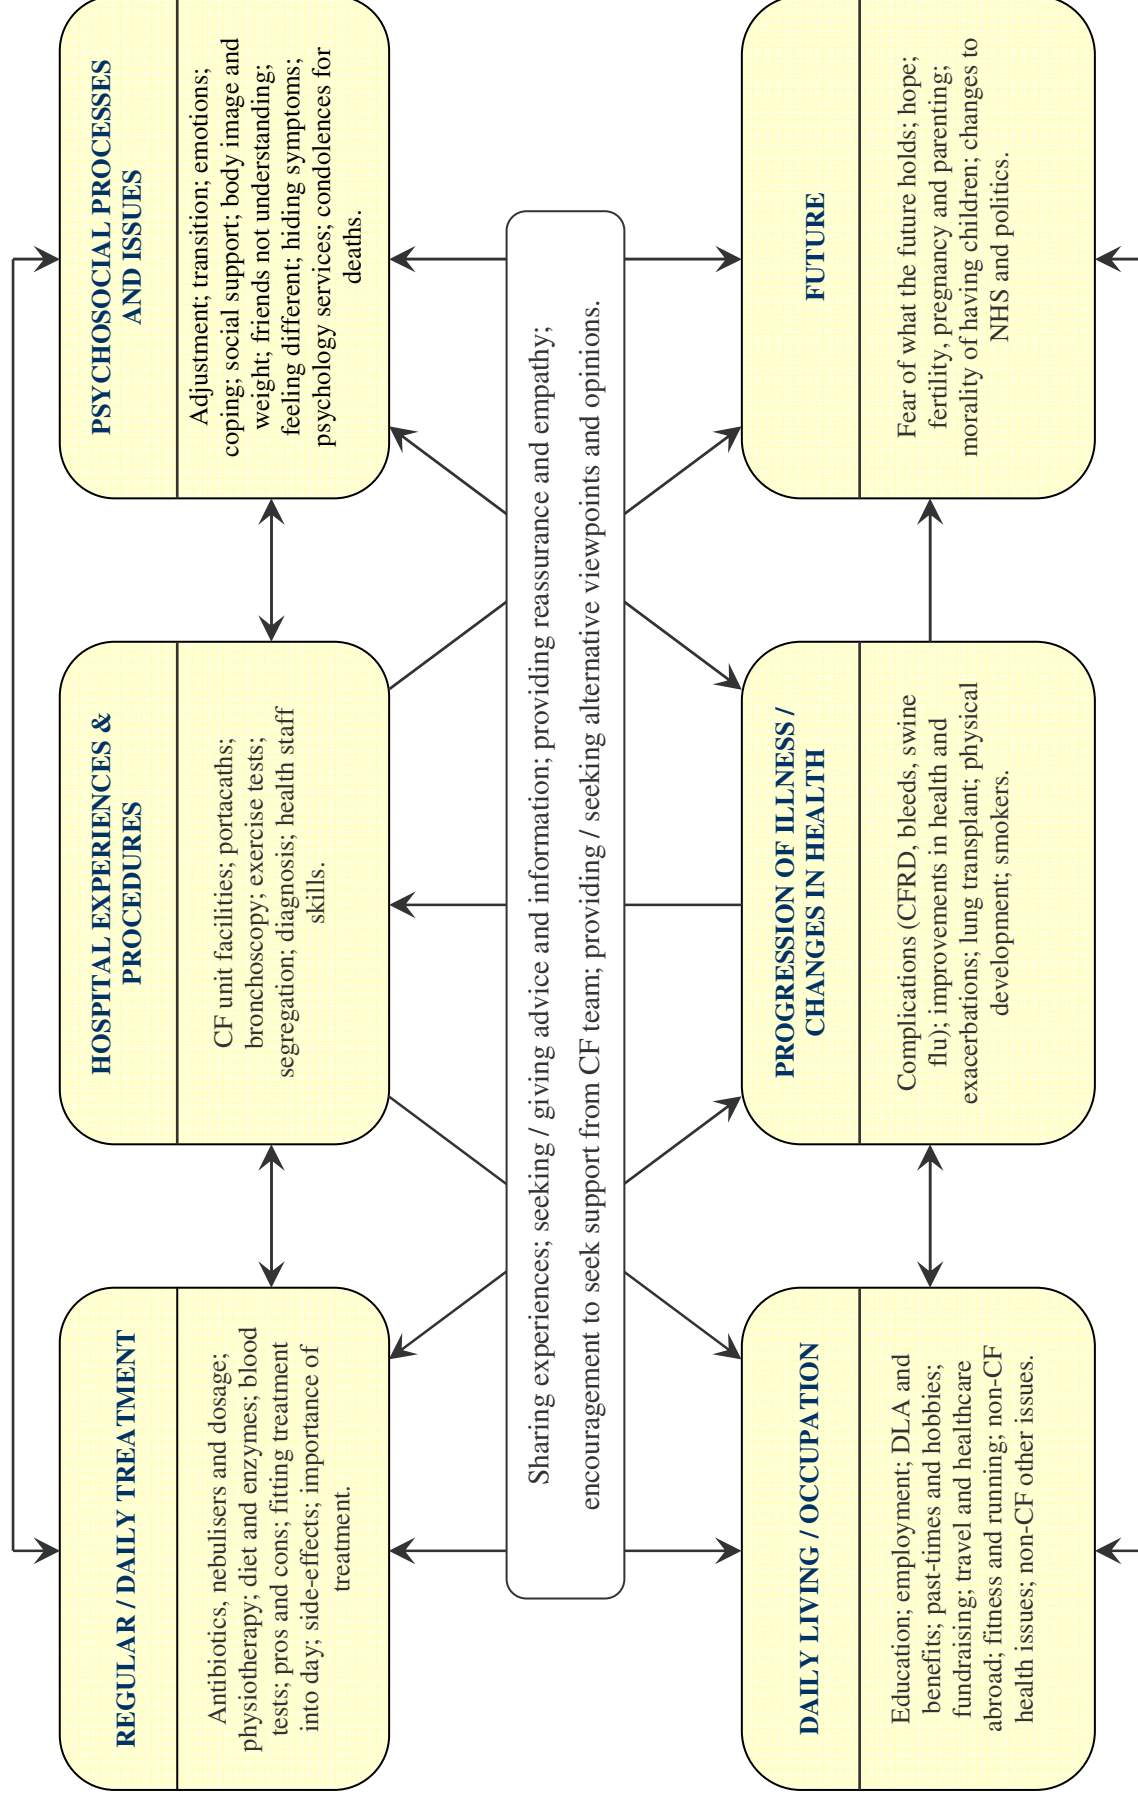 REGULAR / DAILY TREATMENT
Antibiotics, nebulisers and dosage;
physiotherapy; diet and enzymes; blood
tests; pros and cons; fitting treatment
into day; side-effects; importance of
treatment.
HOSPITAL EXPERIENCES &
PROCEDURES
CF unit facilities; portacaths;
bronchoscopy; exercise tests;
segregation; diagnosis; health staff
skills.
PSYCHOSOCIAL PROCESSES
AND ISSUES
Adjustment; transition; emotions;
coping; social support; body image and
weight; friends not understanding;
feeling different; hiding symptoms;
psychology services; condolences for
deaths.
Sharing experiences; seeking / giving advice and information; providing reassurance and empathy;
encouragement to seek support from CF team; providing / seeking alternative viewpoints and opinions.
DAILY LIVING / OCCUPATION
Education; employment; DLA and
benefits; past-times and hobbies;
fundraising; travel and healthcare
abroad; fitness and running; non-CF
health issues; non-CF other issues.
PROGRESSION OF ILLNESS /
CHANGES IN HEALTH
Complications (CFRD, bleeds, swine
flu); improvements in health and
exacerbations; lung transplant; physical
development; smokers.
FUTURE
Fear of what the future holds; hope;
fertility, pregnancy and parenting;
morality of having children; changes to
NHS and politics.